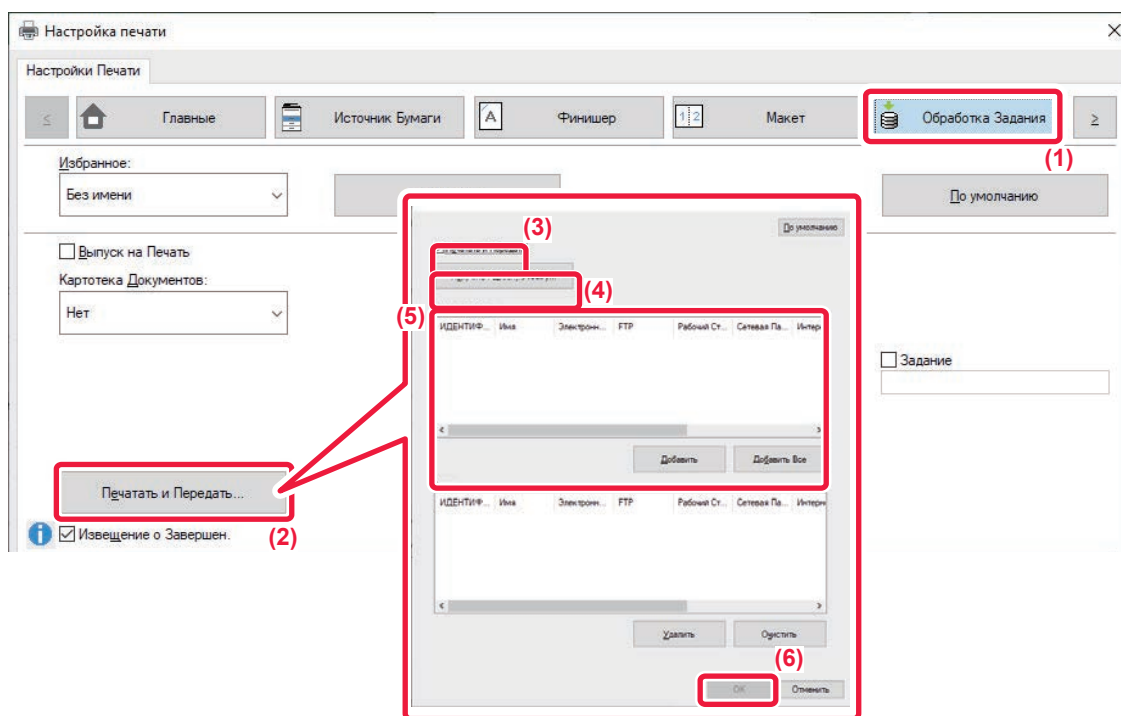 Настройка печати
Настройки Печати
<
Главные
Источник Бумаги
A
Финишер
1 2
Макет
Обработка Задания
>
(1)
Избранное:
Без имени
По умолчанию
По умолчанию
(3)
Выпуск на Печать
Картотека Документов:
Нет
(4)
(5)
ИДЕНТИФ... Имя Электронн... FTP Рабочий Ст... Сетевая Па... Интер
Задание
Добавить Добавить Все
Печатать и Передать...
(2)
Извещение о Завершен.
ИДЕНТИФ... Имя Электронн... FTP Рабочий Ст... Сетевая Па... Интерн
Удалить Очистить
(6)
OK Отменить